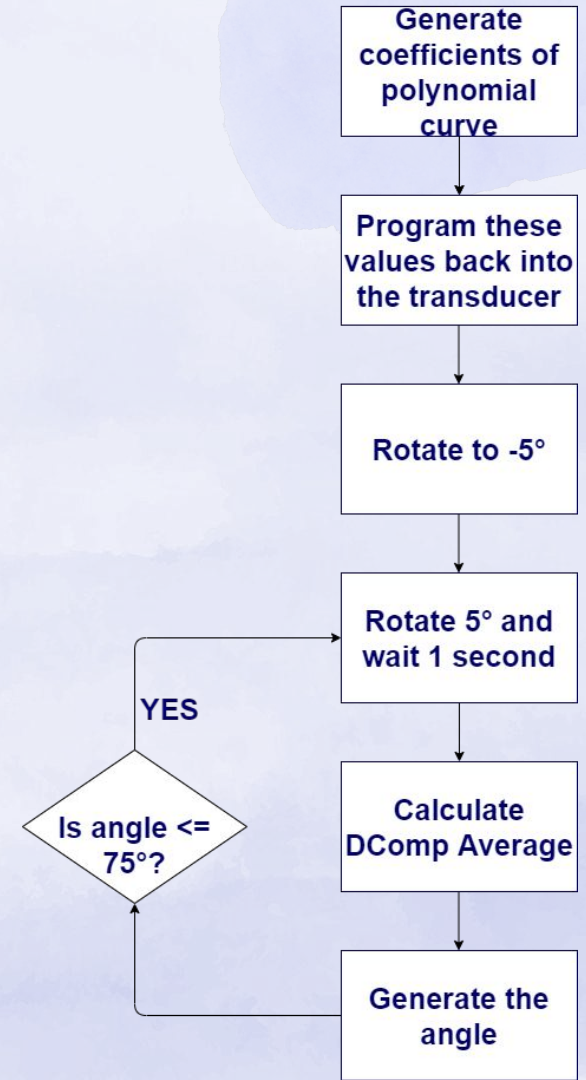 Generate
coefficients of
polynomial
curve
Program these
values back into
the transducer
Rotate to -5°
Rotate 5° and
wait 1 second
YES
Is angle <=
75°?
Calculate
DComp Average
Generate the
angle